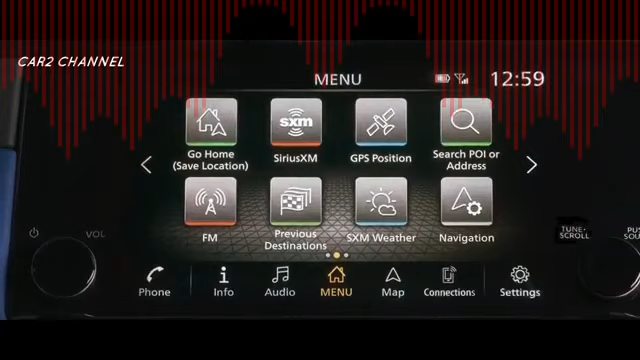 CAR2 CHANNEL
MENU
12:59
Go Home
(Save Location)
sxm
SiriusXM
GPS Position
Search POI or
Address
FM
Previous
Destinations
SXM Weather
Navigation
VOL
TUNE·
SCROLL
Phone
Info
Audio
MENU
Map
Connections
Settings